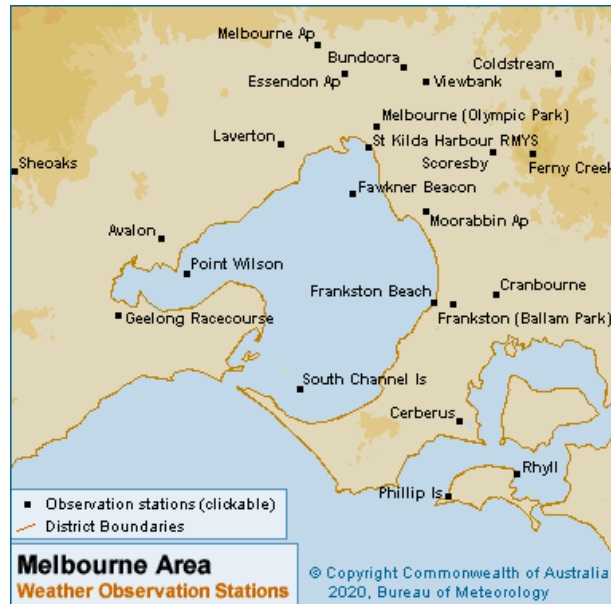 Melbourne Ap
Bundoora
Coldstream
Essendon Ap
Viewbank
Melbourne (Olympic Park)
Laverton
St Kilda Harbour RMYS
Sheoaks
Scoresby
Ferny Creek
Fawkner Beacon
Moorabbin Ap
Avalon
Point Wilson
Cranbourne
Frankston Beach
Geelong Racecourse
Frankston (Ballam Park)
South Channel Is
Cerberus
Rhyll
Phillip Is
Observation stations (clickable)
District Boundaries
Melbourne Area
Weather Observation Stations
© Copyright Commonwealth of Australia
2020, Bureau of Meteorology